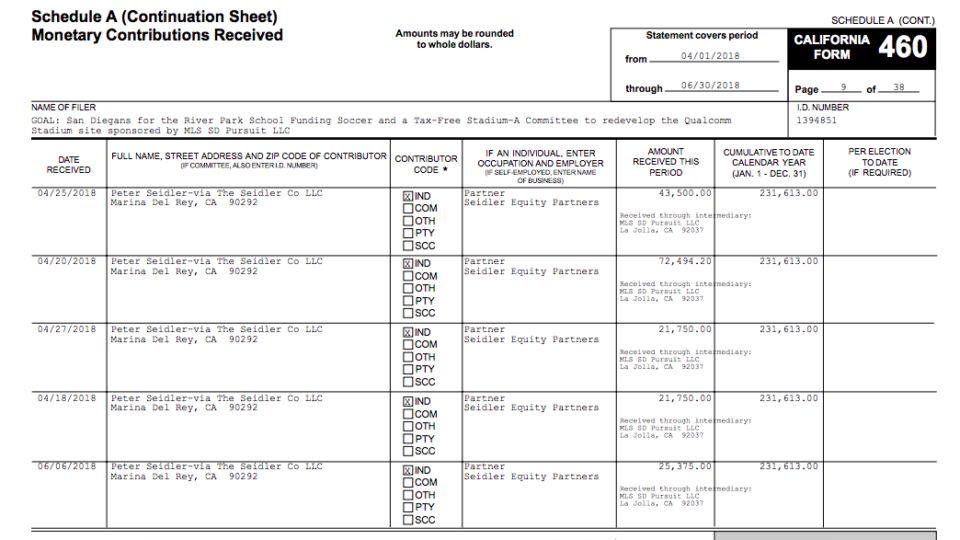 Schedule A (Continuation Sheet)
Monetary Contributions Received
Amounts may be rounded
to whole dollars.
SCHEDULE A (CONT.)
Statement covers period
from 04/01/2018
through 06/30/2018
CALIFORNIA
FORM 460
Page 9 of 38
NAME OF FILER
GOAL: San Diegans for the River Park School Funding Soccer and a Tax-Free Stadium-A Committee to redevelop the Qualcomm
Stadium site sponsored by MLS SD Pursuit LLC
I.D. NUMBER
1394851
DATE
RECEIVED
FULL NAME, STREET ADDRESS AND ZIP CODE OF CONTRIBUTOR
(IF COMMITTEE, ALSO ENTER I.D. NUMBER)
CONTRIBUTOR
CODE *
IF AN INDIVIDUAL, ENTER
OCCUPATION AND EMPLOYER
(IF SELF-EMPLOYED, ENTER NAME
OF BUSINESS)
AMOUNT
RECEIVED THIS
PERIOD
CUMULATIVE TO DATE
CALENDAR YEAR
(JAN. 1 - DEC. 31)
PER ELECTION
TO DATE
(IF REQUIRED)
04/25/2018
Peter Seidler-via The Seidler Co LLC
Marina Del Rey, CA 90292
X IND
COM
OTH
PTY
SCC
Partner
Seidler Equity Partners
43,500.00
Received through intermediary:
MLS SD Pursuit LLC
La Jolla, CA 92037
231,613.00
04/20/2018
Peter Seidler-via The Seidler Co LLC
Marina Del Rey, CA 90292
X IND
COM
OTH
PTY
SCC
Partner
Seidler Equity Partners
72,494.20
Received through intermediary:
MLS SD Pursuit LLC
La Jolla, CA 92037
231,613.00
04/27/2018
Peter Seidler-via The Seidler Co LLC
Marina Del Rey, CA 90292
X IND
COM
OTH
PTY
SCC
Partner
Seidler Equity Partners
21,750.00
Received through intermediary:
MLS SD Pursuit LLC
La Jolla, CA 92037
231,613.00
04/18/2018
Peter Seidler-via The Seidler Co LLC
Marina Del Rey, CA 90292
X IND
COM
OTH
PTY
SCC
Partner
Seidler Equity Partners
21,750.00
Received through intermediary:
MLS SD Pursuit LLC
La Jolla, CA 92037
231,613.00
06/06/2018
Peter Seidler-via The Seidler Co LLC
Marina Del Rey, CA 90292
X IND
COM
OTH
PTY
SCC
Partner
Seidler Equity Partners
25,375.00
Received through intermediary:
MLS SD Pursuit LLC
La Jolla, CA 92037
231,613.00